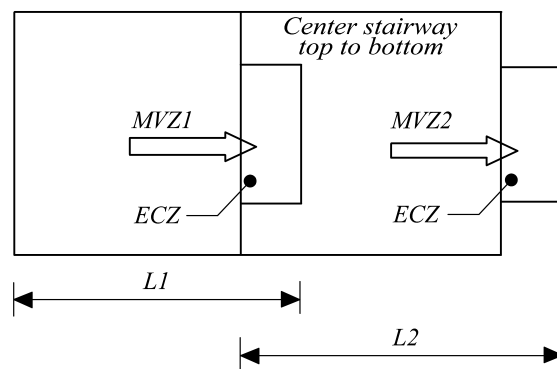 Center stairway
top to bottom
MVZ1
MVZ2
ECZ
ECZ
L1
L2